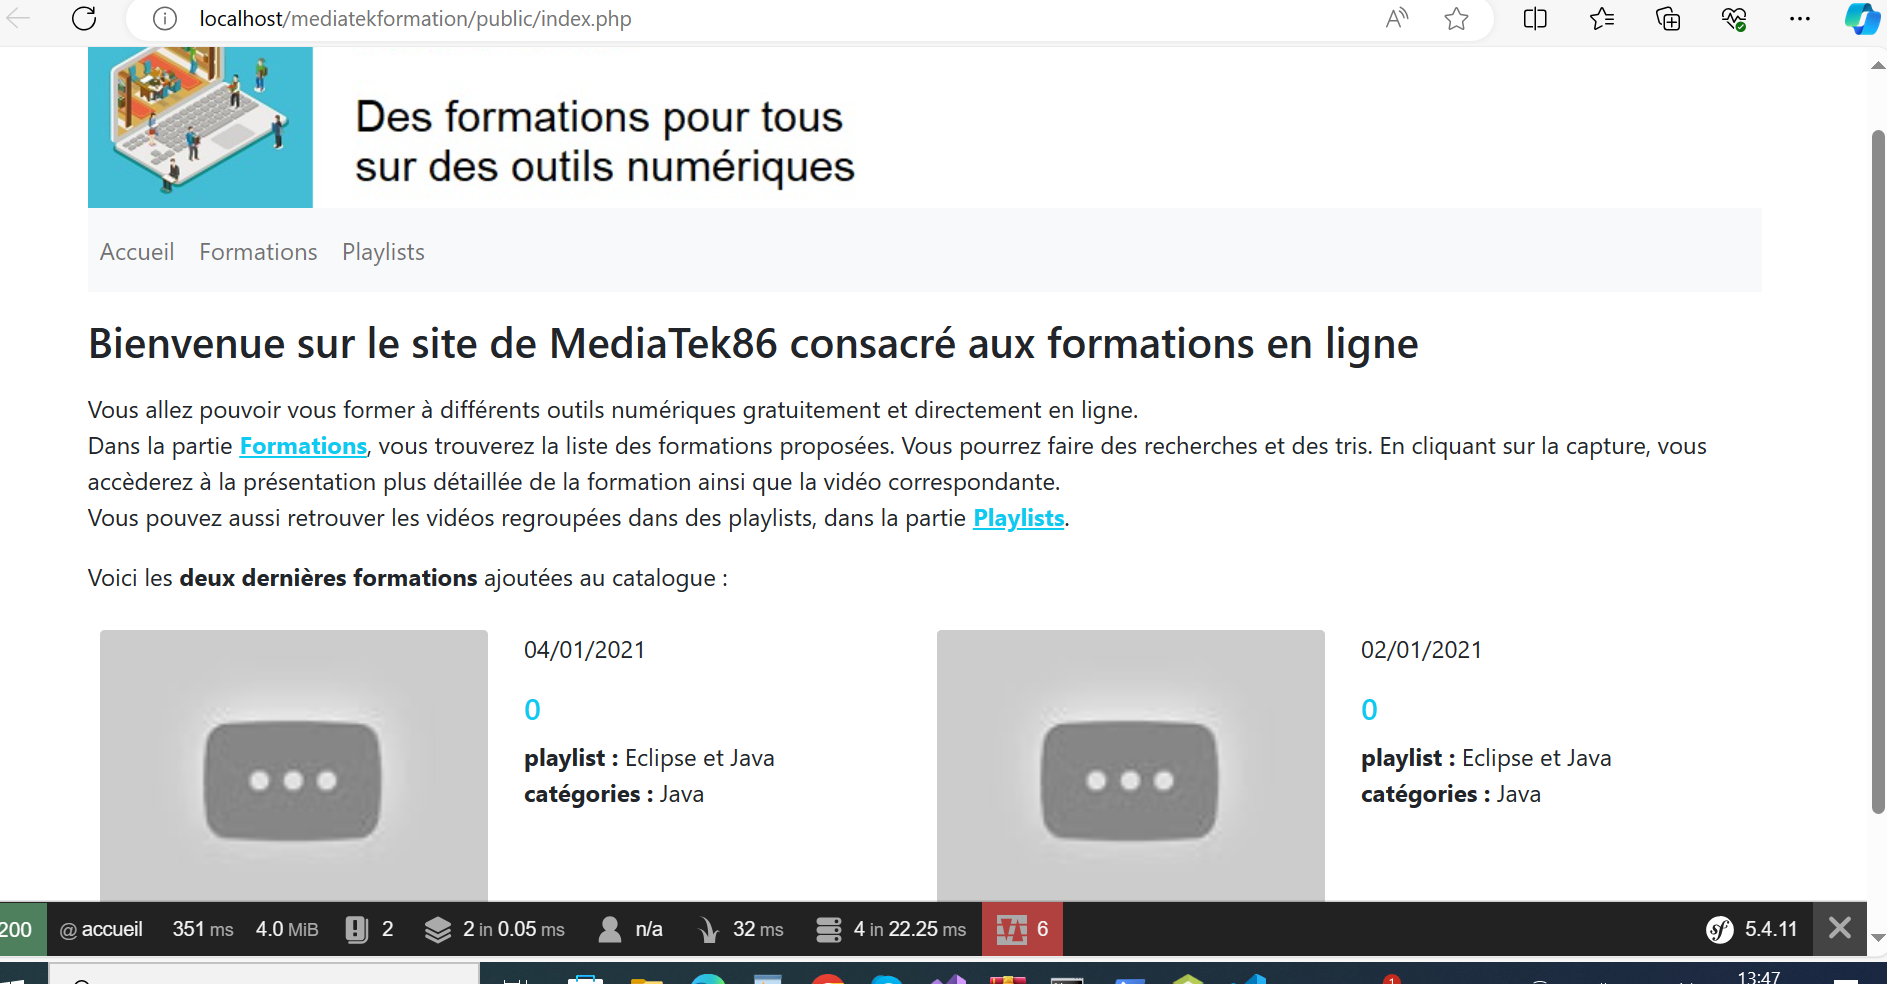 localhost/mediatekformation/public/index.php
Des formations pour tous
sur des outils numériques
Accueil Formations Playlists
Bienvenue sur le site de MediaTek86 consacré aux formations en ligne
Vous allez pouvoir vous former à différents outils numériques gratuitement et directement en ligne.
Dans la partie Formations, vous trouverez la liste des formations proposées. Vous pourrez faire des recherches et des tris. En cliquant sur la capture, vous
accèderez à la présentation plus détaillée de la formation ainsi que la vidéo correspondante.
Vous pouvez aussi retrouver les vidéos regroupées dans des playlists, dans la partie Playlists.
Voici les deux dernières formations ajoutées au catalogue :
04/01/2021
0
playlist : Eclipse et Java
catégories : Java
02/01/2021
0
playlist : Eclipse et Java
catégories : Java
200 @ accueil 351 ms 4.0 MiB 2 2 in 0.05 ms n/a 32 ms 4 in 22.25 ms 6 sf 5.4.11
1 13:47